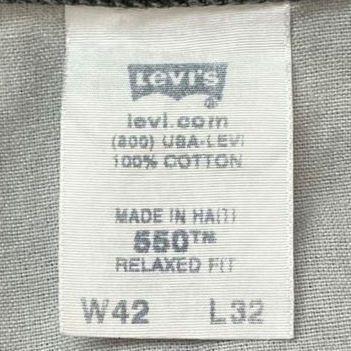 Levi's
®
levi.com
(800) USA-LEVI
100% COTTON
MADE IN HAITI
550™
RELAXED FIT
W42 L32